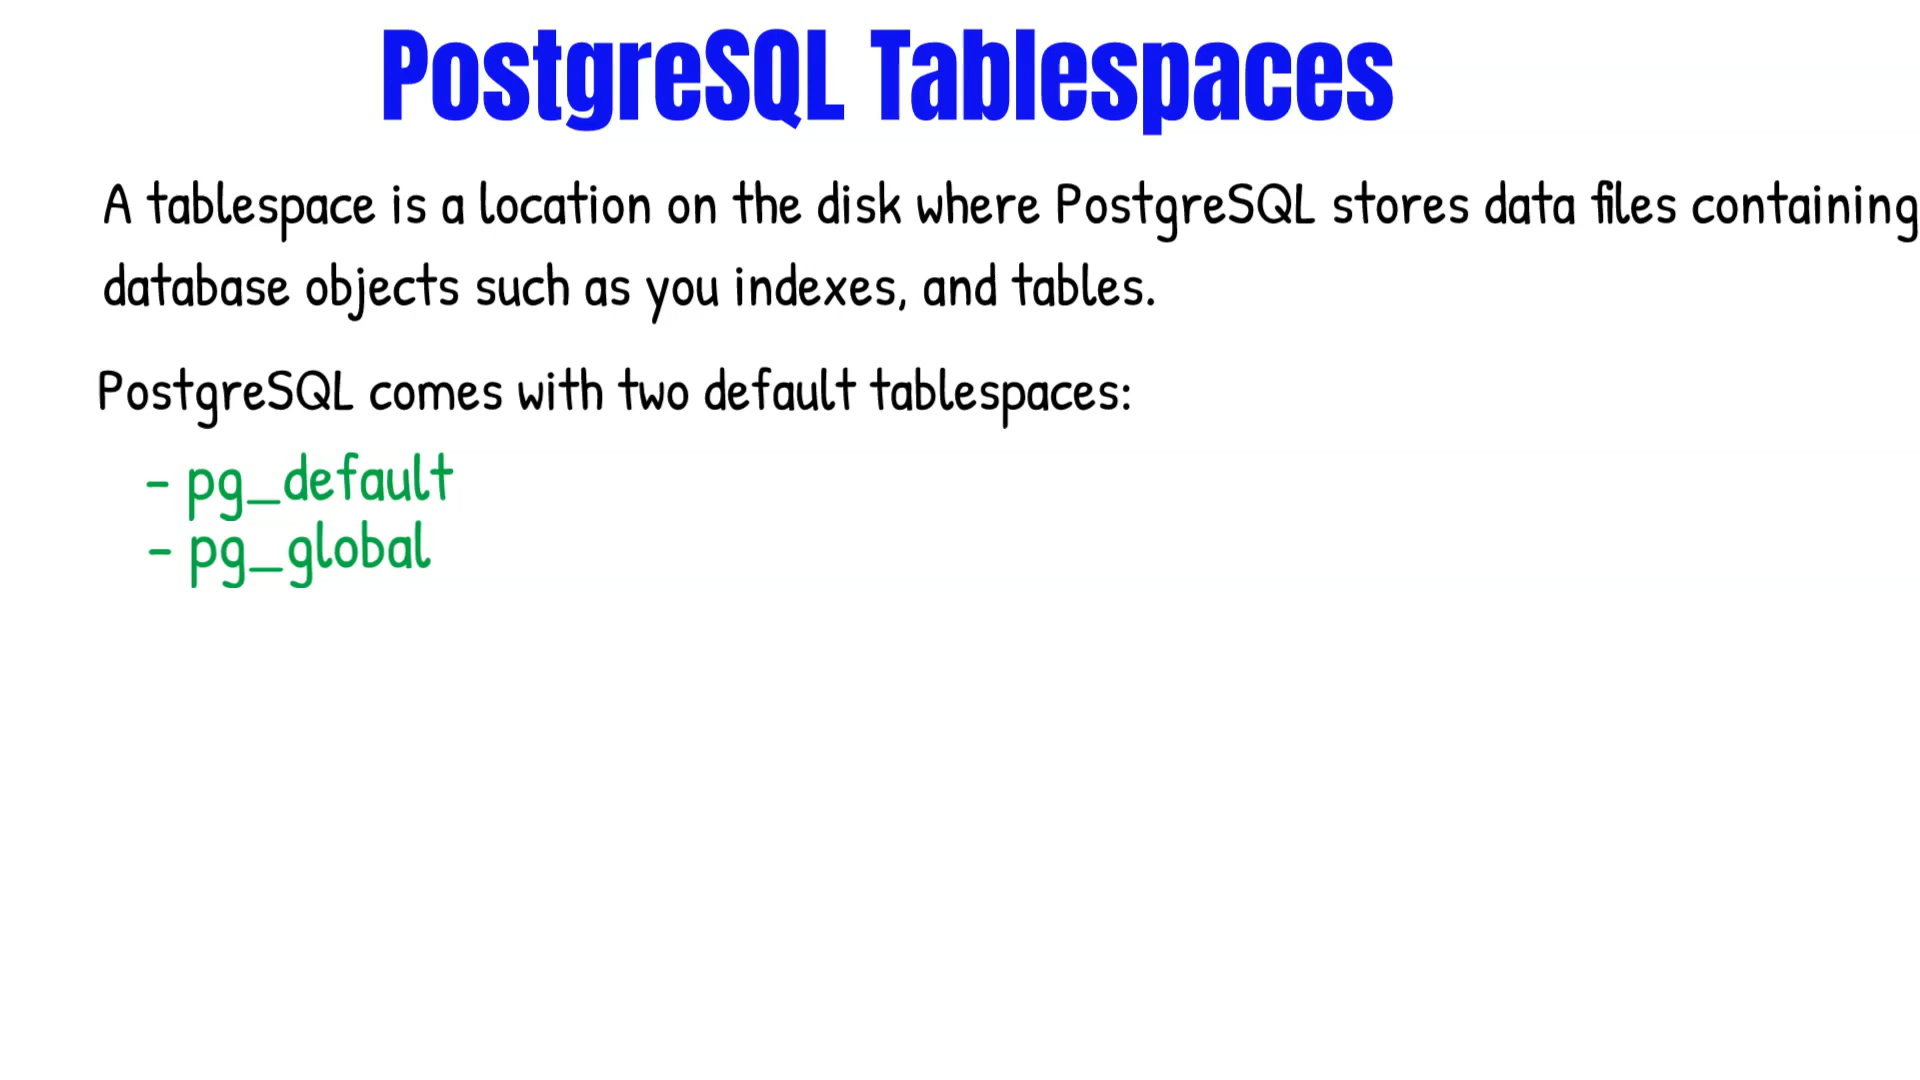 PostgreSQL Tablespaces
A tablespace is a location on the disk where PostgreSQL stores data files containing
database objects such as you indexes, and tables.
PostgreSQL comes with two default tablespaces:
- pg_default
- pg_global